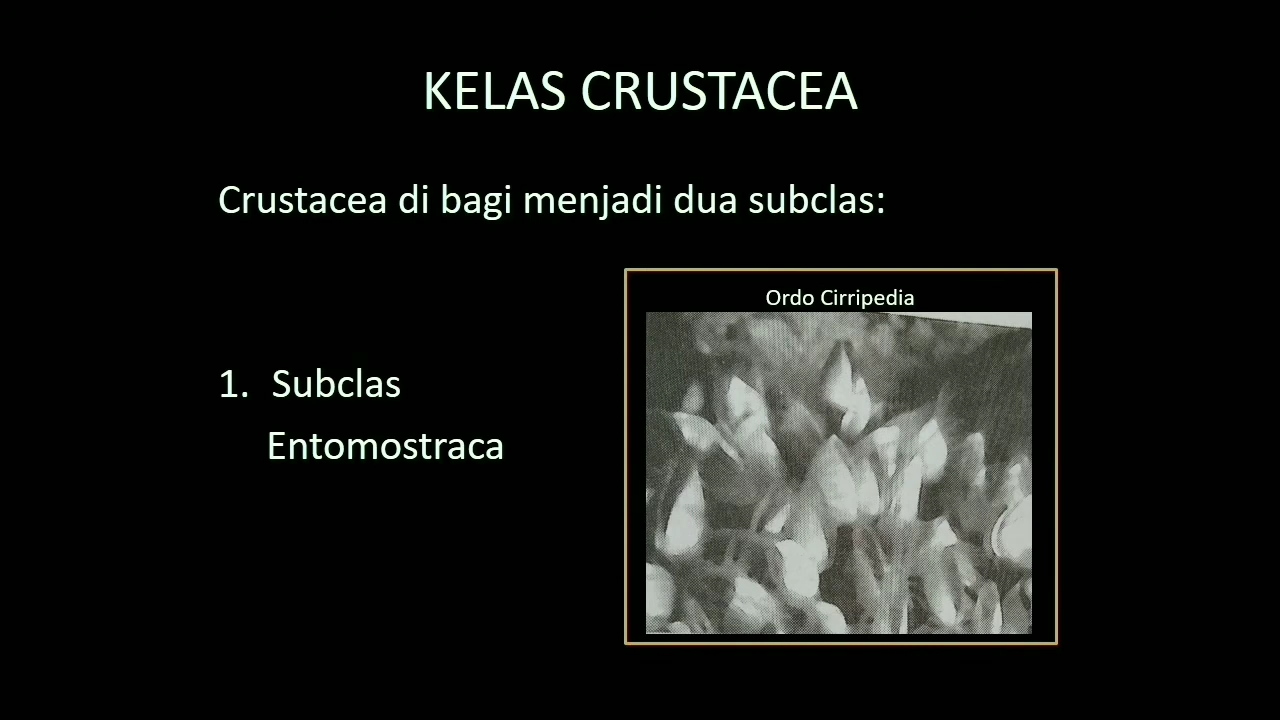 KELAS CRUSTACEA
Crustacea di bagi menjadi dua subclas:
Ordo Cirripedia
1. Subclas
Entomostraca